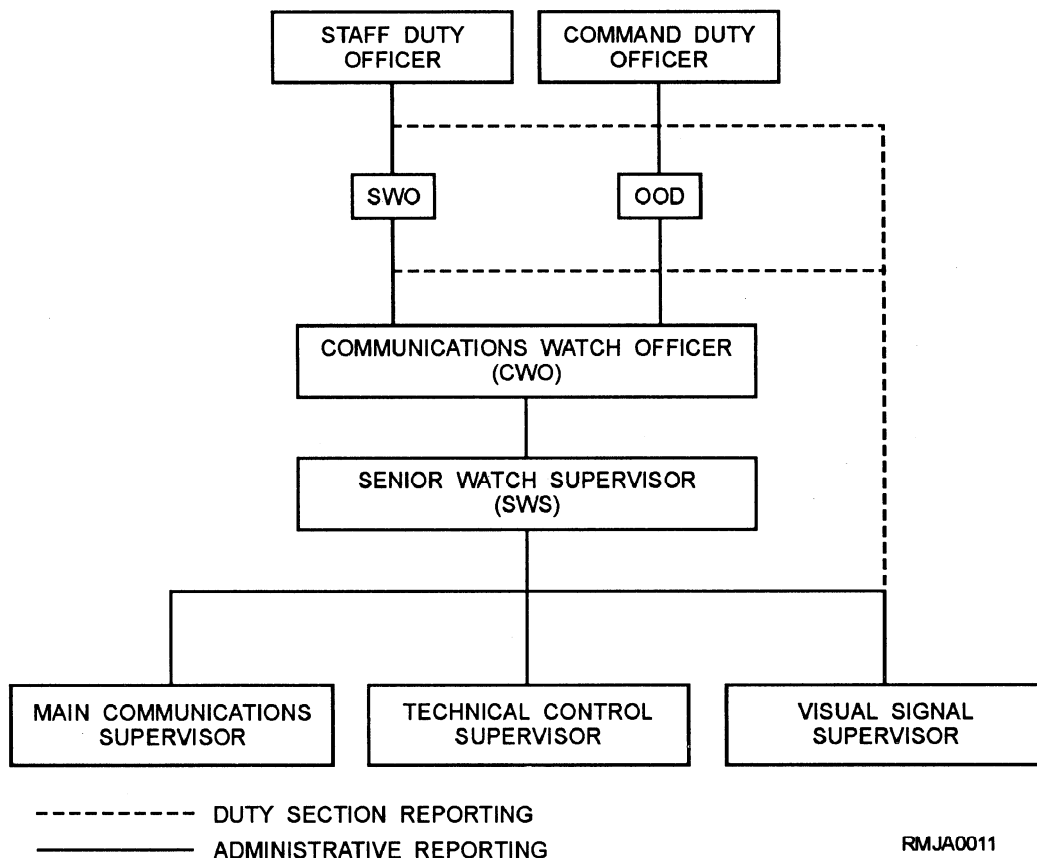 STAFF DUTY
OFFICER
COMMAND DUTY
OFFICER
SWO
OOD
COMMUNICATIONS WATCH OFFICER
(CWO)
SENIOR WATCH SUPERVISOR
(SWS)
MAIN COMMUNICATIONS
SUPERVISOR
TECHNICAL CONTROL
SUPERVISOR
VISUAL SIGNAL
SUPERVISOR
DUTY SECTION REPORTING
ADMINISTRATIVE REPORTING
RMJA0011